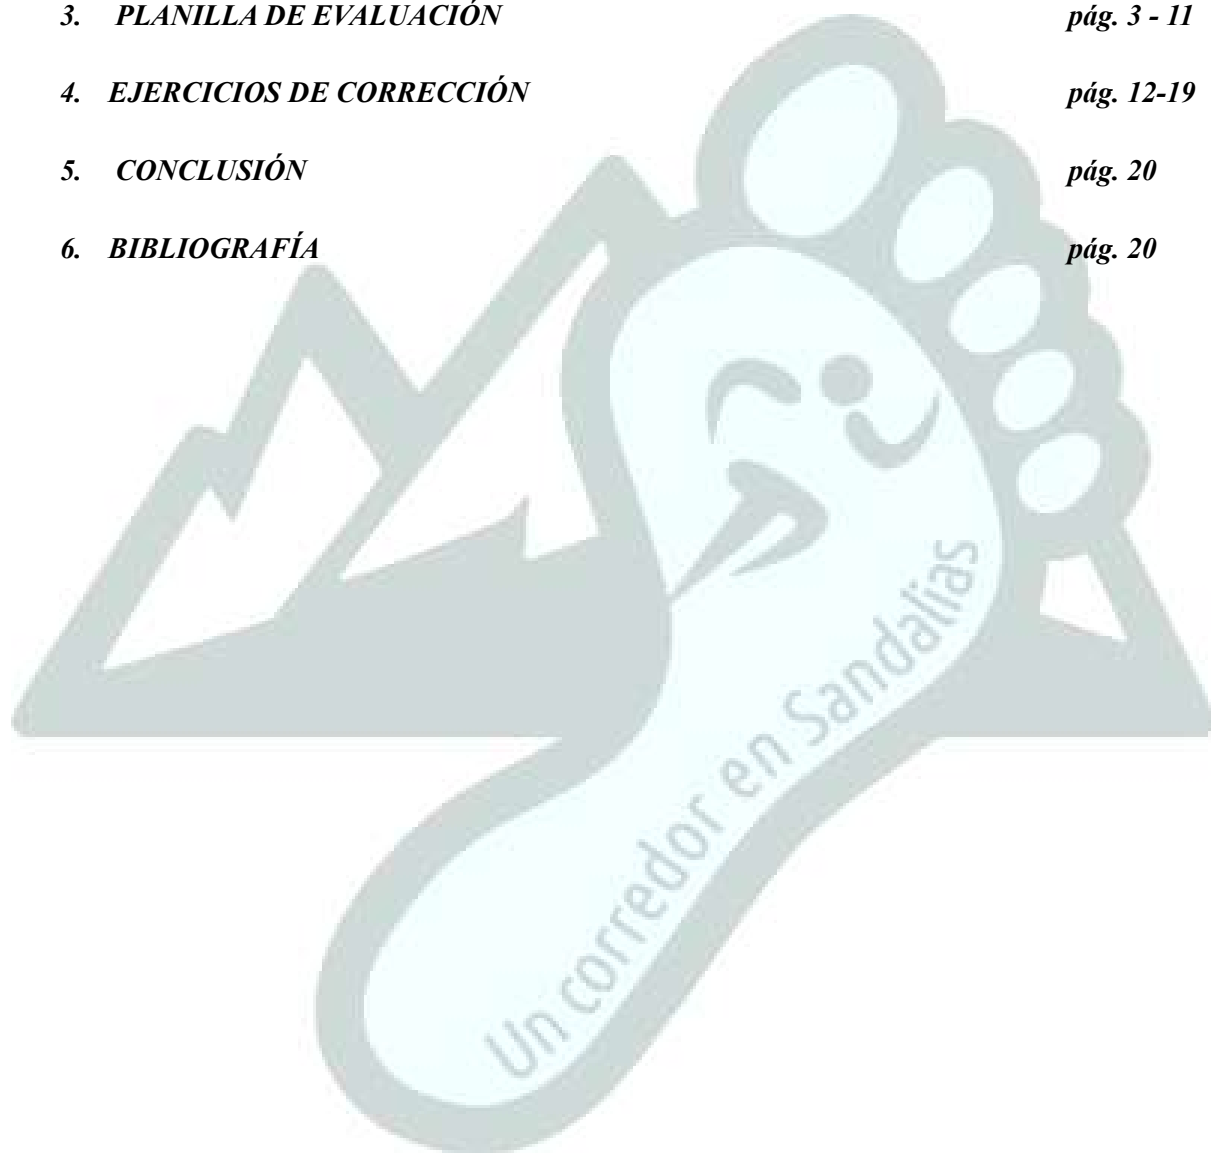 3. PLANILLA DE EVALUACIÓN pág. 3 - 11
4. EJERCICIOS DE CORRECCIÓN pág. 12-19
5. CONCLUSIÓN pág. 20
6. BIBLIOGRAFÍA pág. 20
Un corredor en Sandalias